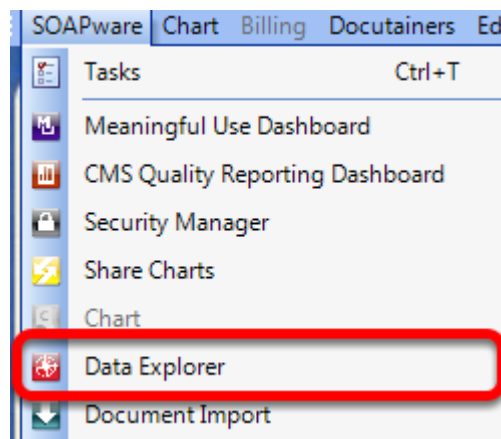 SOAPware Chart Billing Docutainers Ed
Tasks Ctrl+T
Meaningful Use Dashboard
CMS Quality Reporting Dashboard
Security Manager
Share Charts
Chart
Data Explorer
Document Import